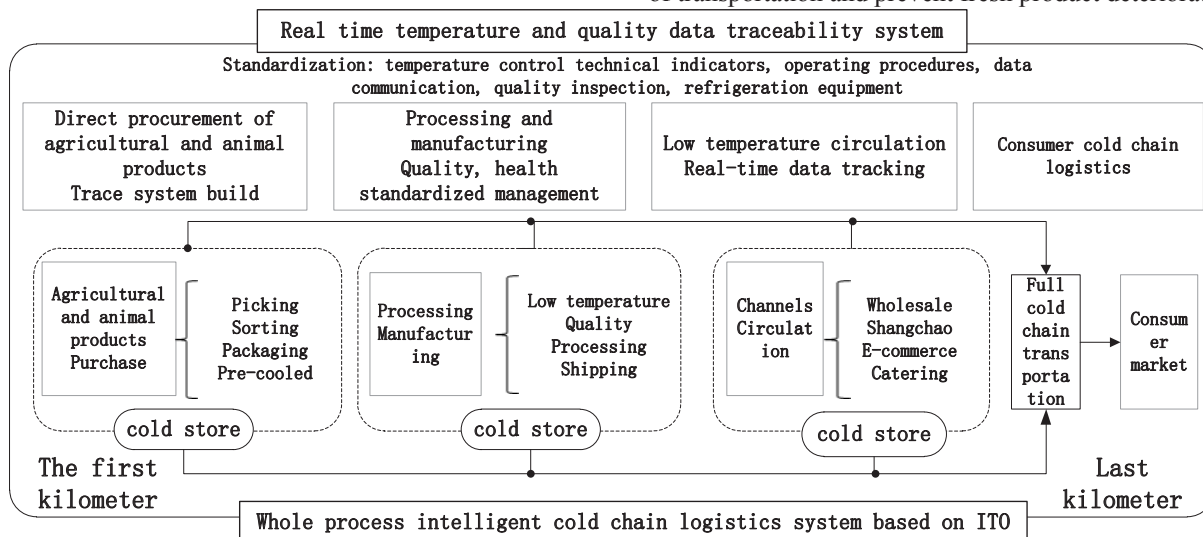 of transportation and prevent fresh product deteriora
Real time temperature and quality data traceability system
Standardization: temperature control technical indicators, operating procedures, data
communication, quality inspection, refrigeration equipment
Direct procurement of
agricultural and animal
products
Trace system build
Processing and
manufacturing
Quality, health
standardized management
Low temperature circulation
Real-time data tracking
Consumer cold chain
logistics
Agricultural
and animal
products
Purchase
Picking
Sorting
Packaging
Pre-cooled
Processing
Manufactur
ing
Low temperature
Quality
Processing
Shipping
Channels
Circulat
ion
Wholesale
Shangchao
E-commerce
Catering
Full
cold
chain
trans
porta
tion
Consum
er
market
cold store
cold store
cold store
The first
kilometer
Last
kilometer
Whole process intelligent cold chain logistics system based on ITO